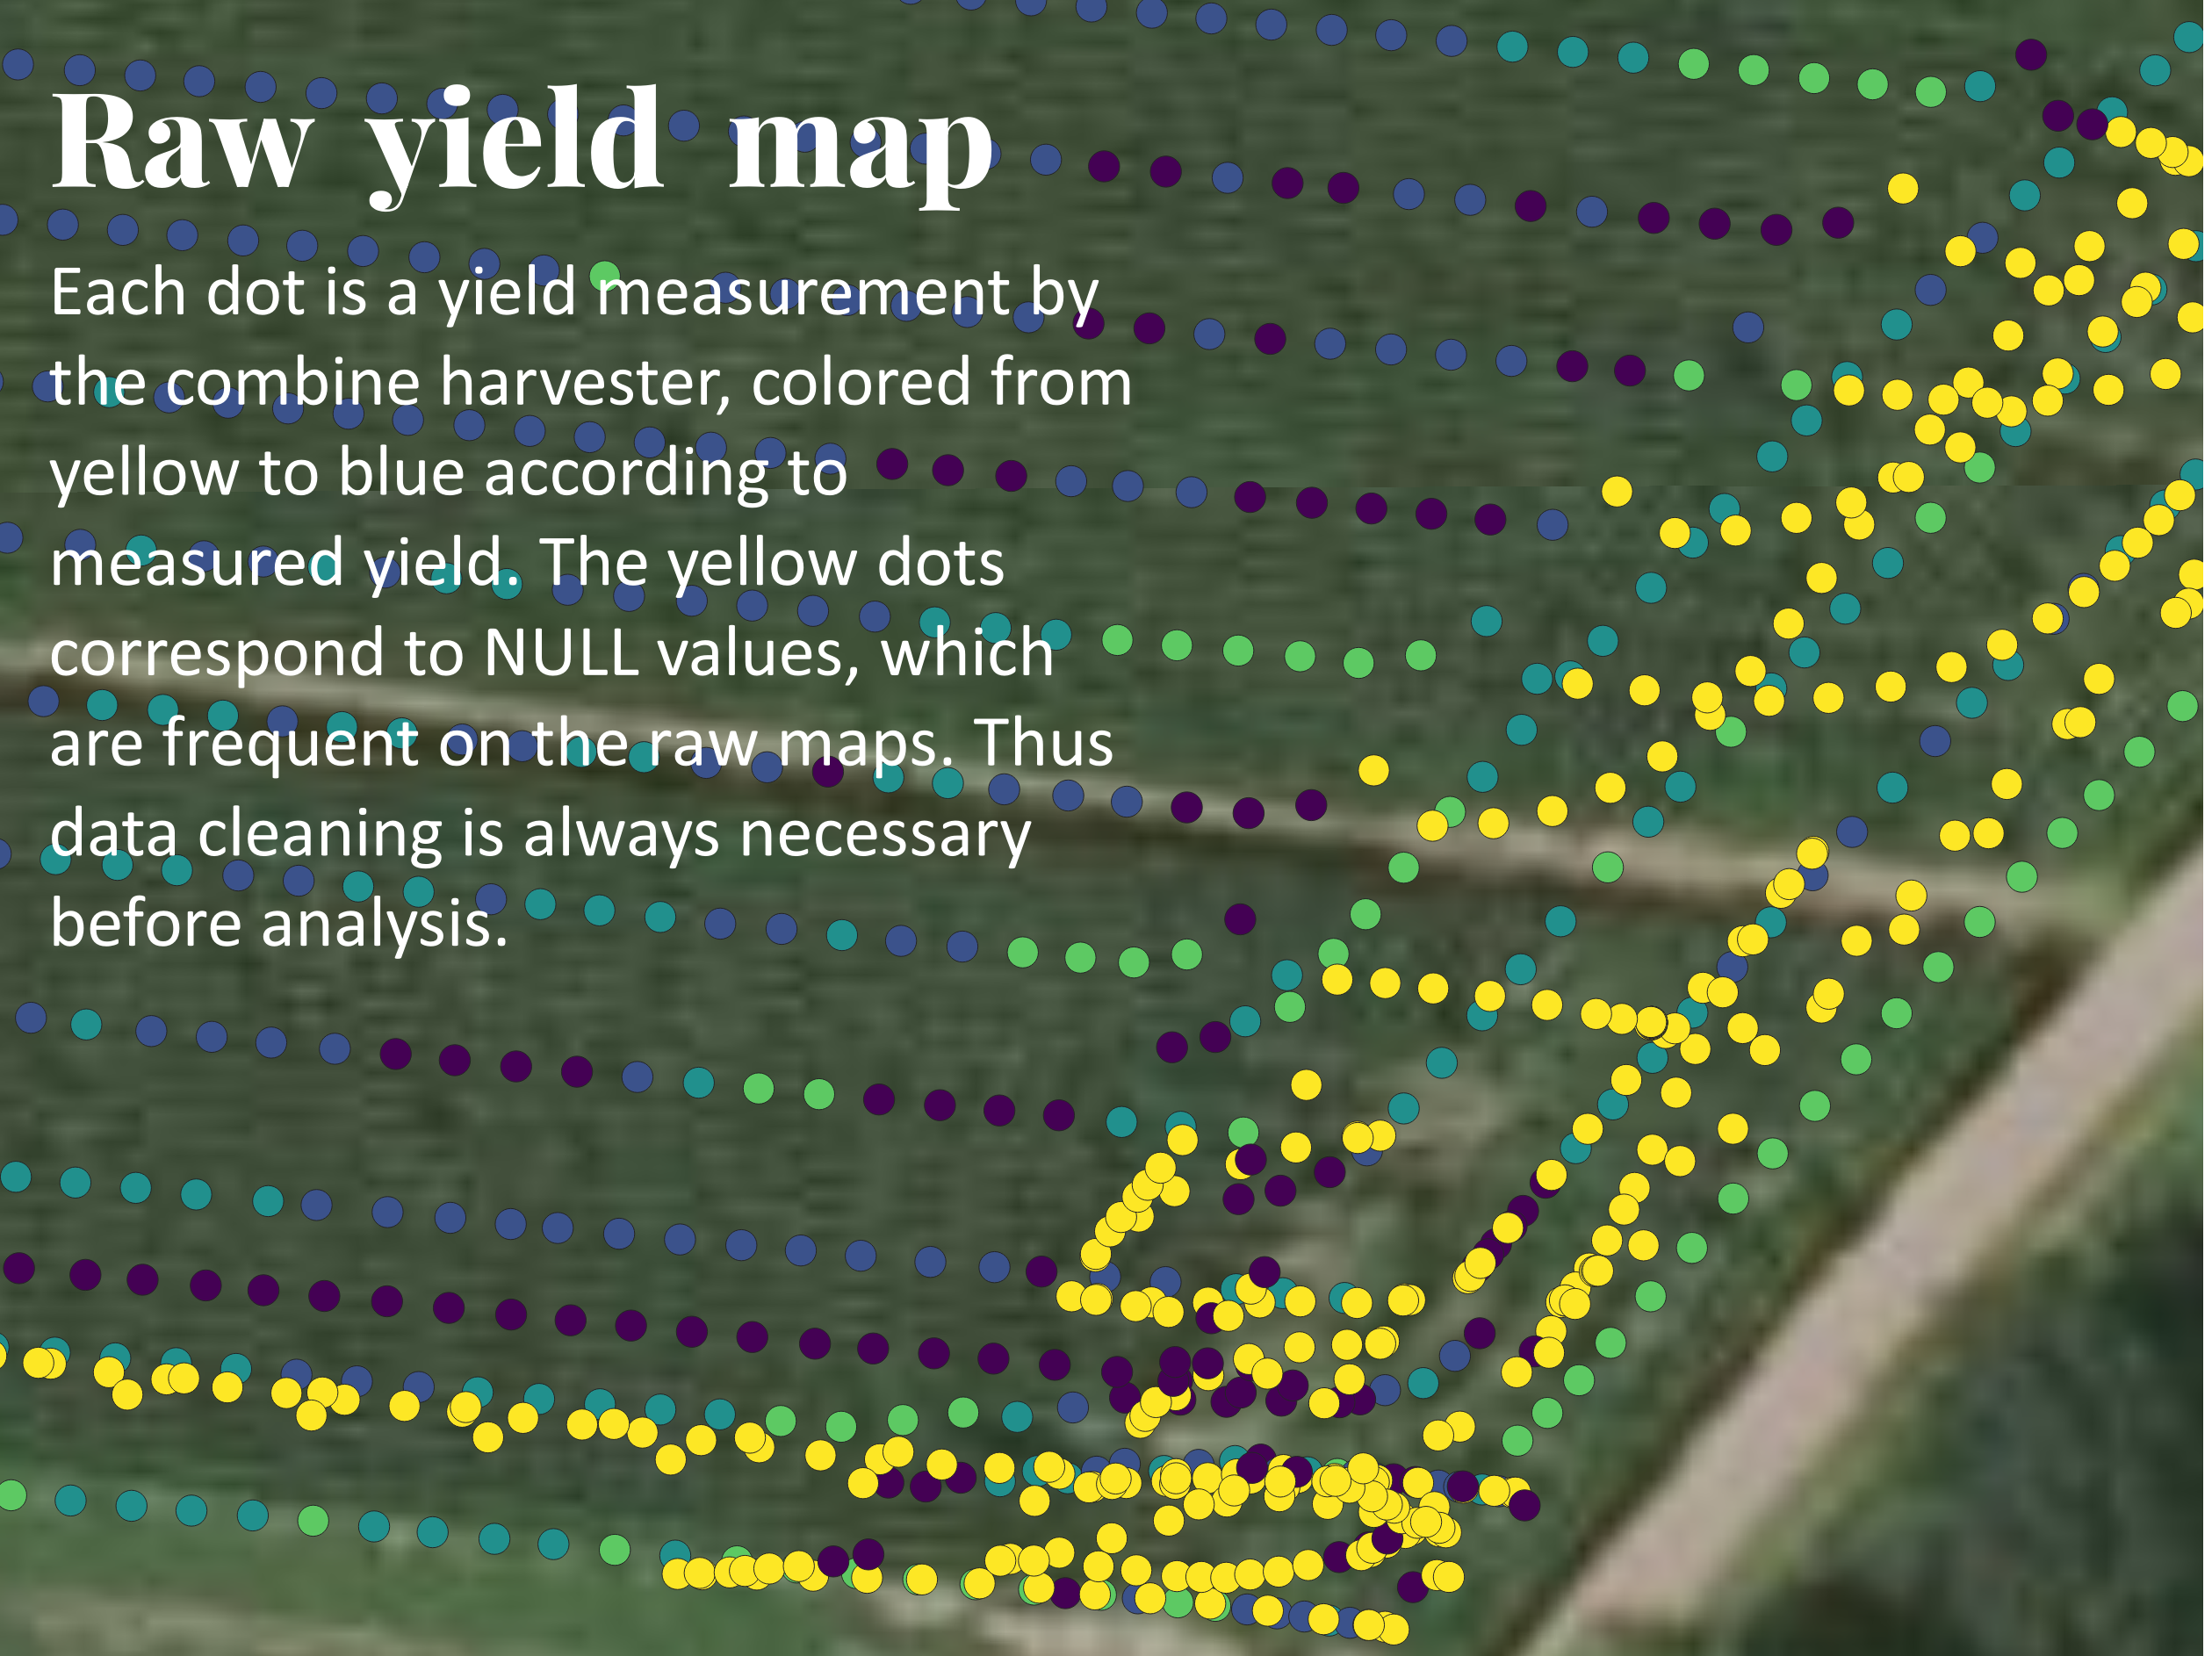 Raw yield map
Each dot is a yield measurement by
the combine harvester, colored from
yellow to blue according to
measured yield. The yellow dots
correspond to NULL values, which
are frequent on the raw maps. Thus
data cleaning is always necessary
before analysis.